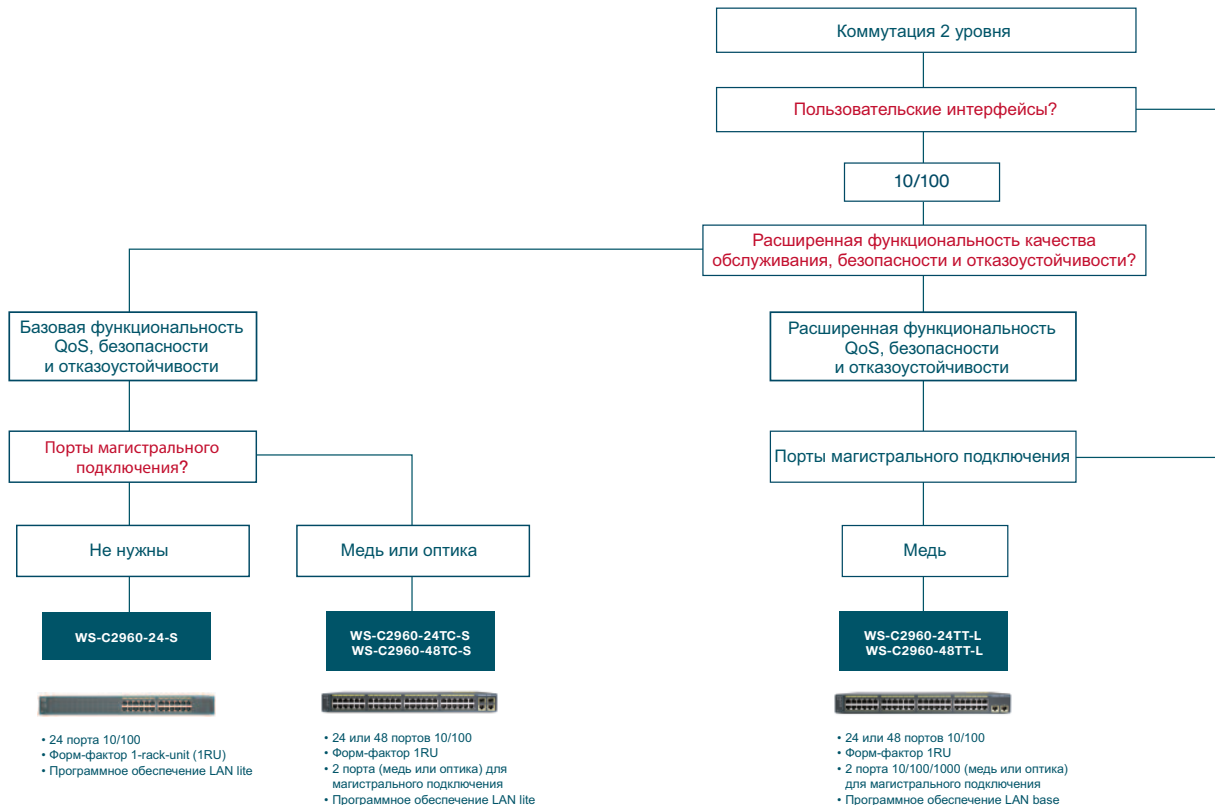 Коммутация 2 уровня
Пользовательские интерфейсы?
10/100
Расширенная функциональность качества
обслуживания, безопасности и отказоустойчивости?
Базовая функциональность
QoS, безопасности
и отказоустойчивости
Расширенная функциональность
QoS, безопасности
и отказоустойчивости
Порты магистрального
подключения?
Порты магистрального подключения
Не нужны
Медь или оптика
Медь
WS-C2960-24-S
WS-C2960-24TC-S
WS-C2960-48TC-S
WS-C2960-24TT-L
WS-C2960-48TT-L
• 24 порта 10/100
• Форм-фактор 1-rack-unit (1RU)
• Программное обеспечение LAN lite
• 24 или 48 портов 10/100
• Форм-фактор 1RU
• 2 порта (медь или оптика) для
магистрального подключения
• Программное обеспечение LAN lite
• 24 или 48 портов 10/100
• Форм-фактор 1RU
• 2 порта 10/100/1000 (медь или оптика)
для магистрального подключения
• Программное обеспечение LAN base